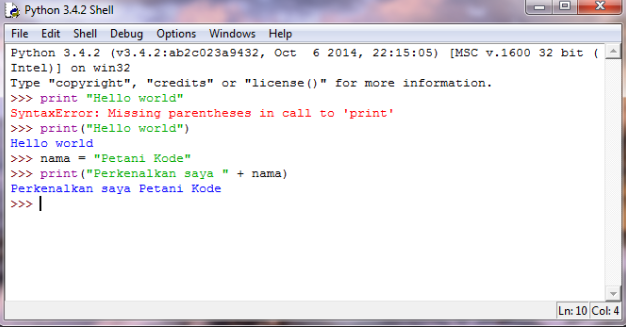 Python 3.4.2 Shell
File Edit Shell Debug Options Windows Help
Python 3.4.2 (v3.4.2:ab2c023a9432, Oct  6 2014, 22:15:05) [MSC v.1600 32 bit (
Intel)] on win32
Type "copyright", "credits" or "license()" for more information.
>>> print "Hello world"
SyntaxError: Missing parentheses in call to 'print'
>>> print("Hello world")
Hello world
>>> nama = "Petani Kode"
>>> print("Perkenalkan saya " + nama)
Perkenalkan saya Petani Kode
>>>
Ln: 10 Col: 4